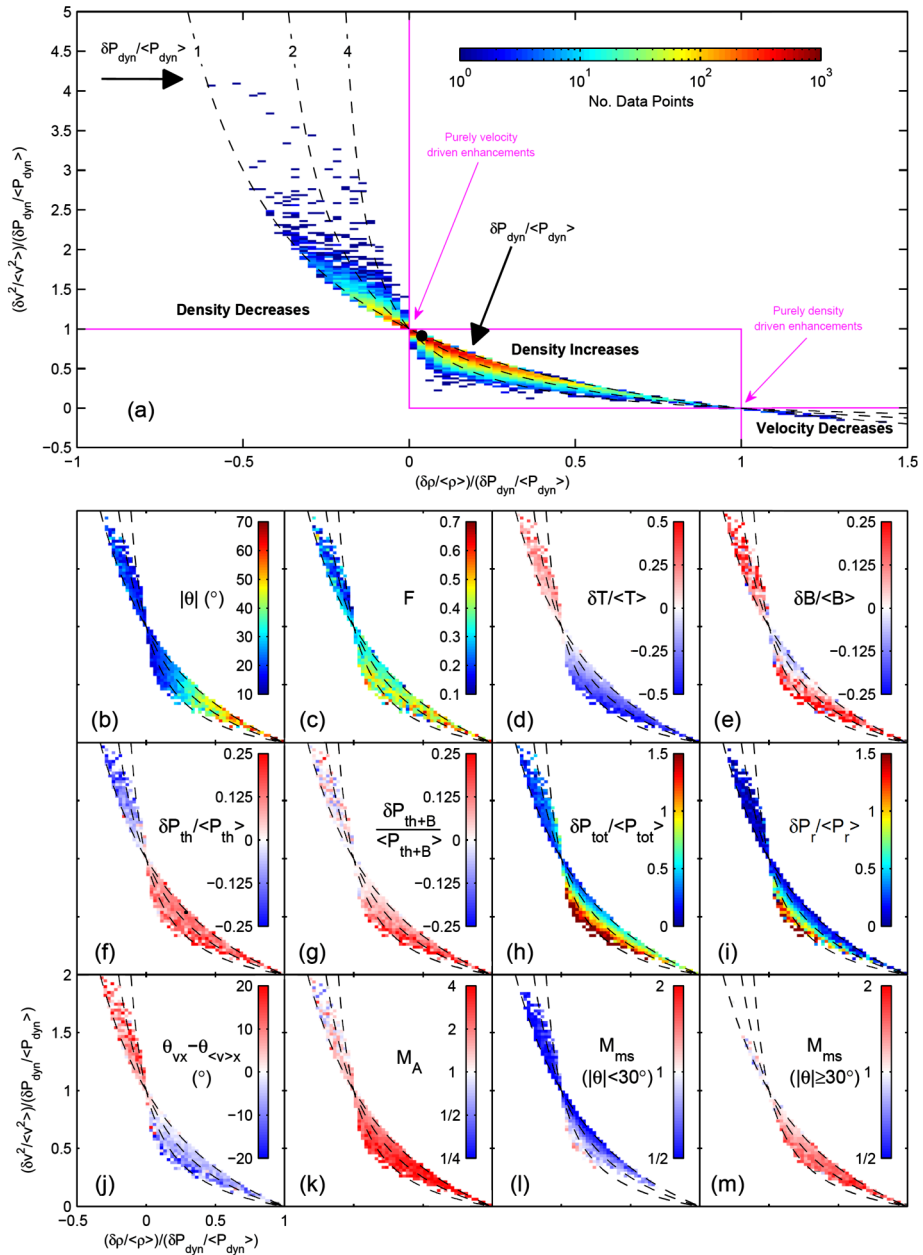 5
4.5
4
3.5
3
2.5
2
1.5
1
0.5
0
−0.5
(δv²/<v²>)/(δP_dyn/<P_dyn>)
δP_dyn/<P_dyn>
1
2
4
10⁰ 10¹ 10² 10³
No. Data Points
Purely velocity
driven enhancements
δP_dyn/<P_dyn>
Purely density
driven enhancements
Density Decreases
Density Increases
Velocity Decreases
(a)
−1 −0.5 0 0.5 1 1.5
(δρ/<ρ>)/(δP_dyn/<P_dyn>)
70
60
50
40
30
20
10
|θ| (°)
(b)
0.7
0.6
0.5
0.4
0.3
0.2
0.1
F
(c)
0.5
0.25
0
−0.25
−0.5
δT/<T>
(d)
0.25
0.125
0
−0.125
−0.25
δB/<B>
(e)
0.25
0.125
0
−0.125
−0.25
δP_th/<P_th>
(f)
0.25
0.125
0
−0.125
−0.25
δP_th+B
<P_th+B>
(g)
1.5
1
0.5
0
δP_tot/<P_tot>
(h)
1.5
1
0.5
0
δP_r/<P_r>
(i)
2
1.5
1
0.5
0
(δv²/<v²>)/(δP_dyn/<P_dyn>)
20
10
0
−10
−20
θ_vx−θ_<v>x
(°)
(j)
−0.5 0 0.5 1
(δρ/<ρ>)/(δP_dyn/<P_dyn>)
4
2
1
1/2
1/4
M_A
(k)
2
1
1/2
M_ms
(|θ|<30°)
(l)
2
1
1/2
M_ms
(|θ|≥30°)
(m)